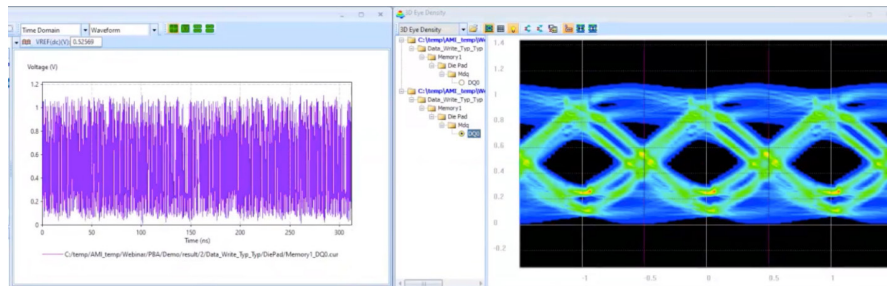 Time Domain
Waveform
VREF(dc)(V): 0.52569
Voltage (V)
1.2
1
0.8
0.6
0.4
0.2
0
0 50 100 150 200 250 300
Time (ns)
C:/temp/AMI_temp/Webinar/PBA/Demo/result/2/Data_Write_Typ_Typ/DiePad/Memory1_DQ0.cur
3D Eye Density
3D Eye Density
C:\temp\AMI_temp\We
Data_Write_Typ_Typ
Memory1
Die Pad
Mdq
DQ0
C:\temp\AMI_temp\We
Data_Write_Typ_Typ
Memory1
Die Pad
Mdq
DQ0
1.4
1.2
1
0.8
0.6
0.4
0.2
0
-0.2
-1 -0.5 0 0.5 1